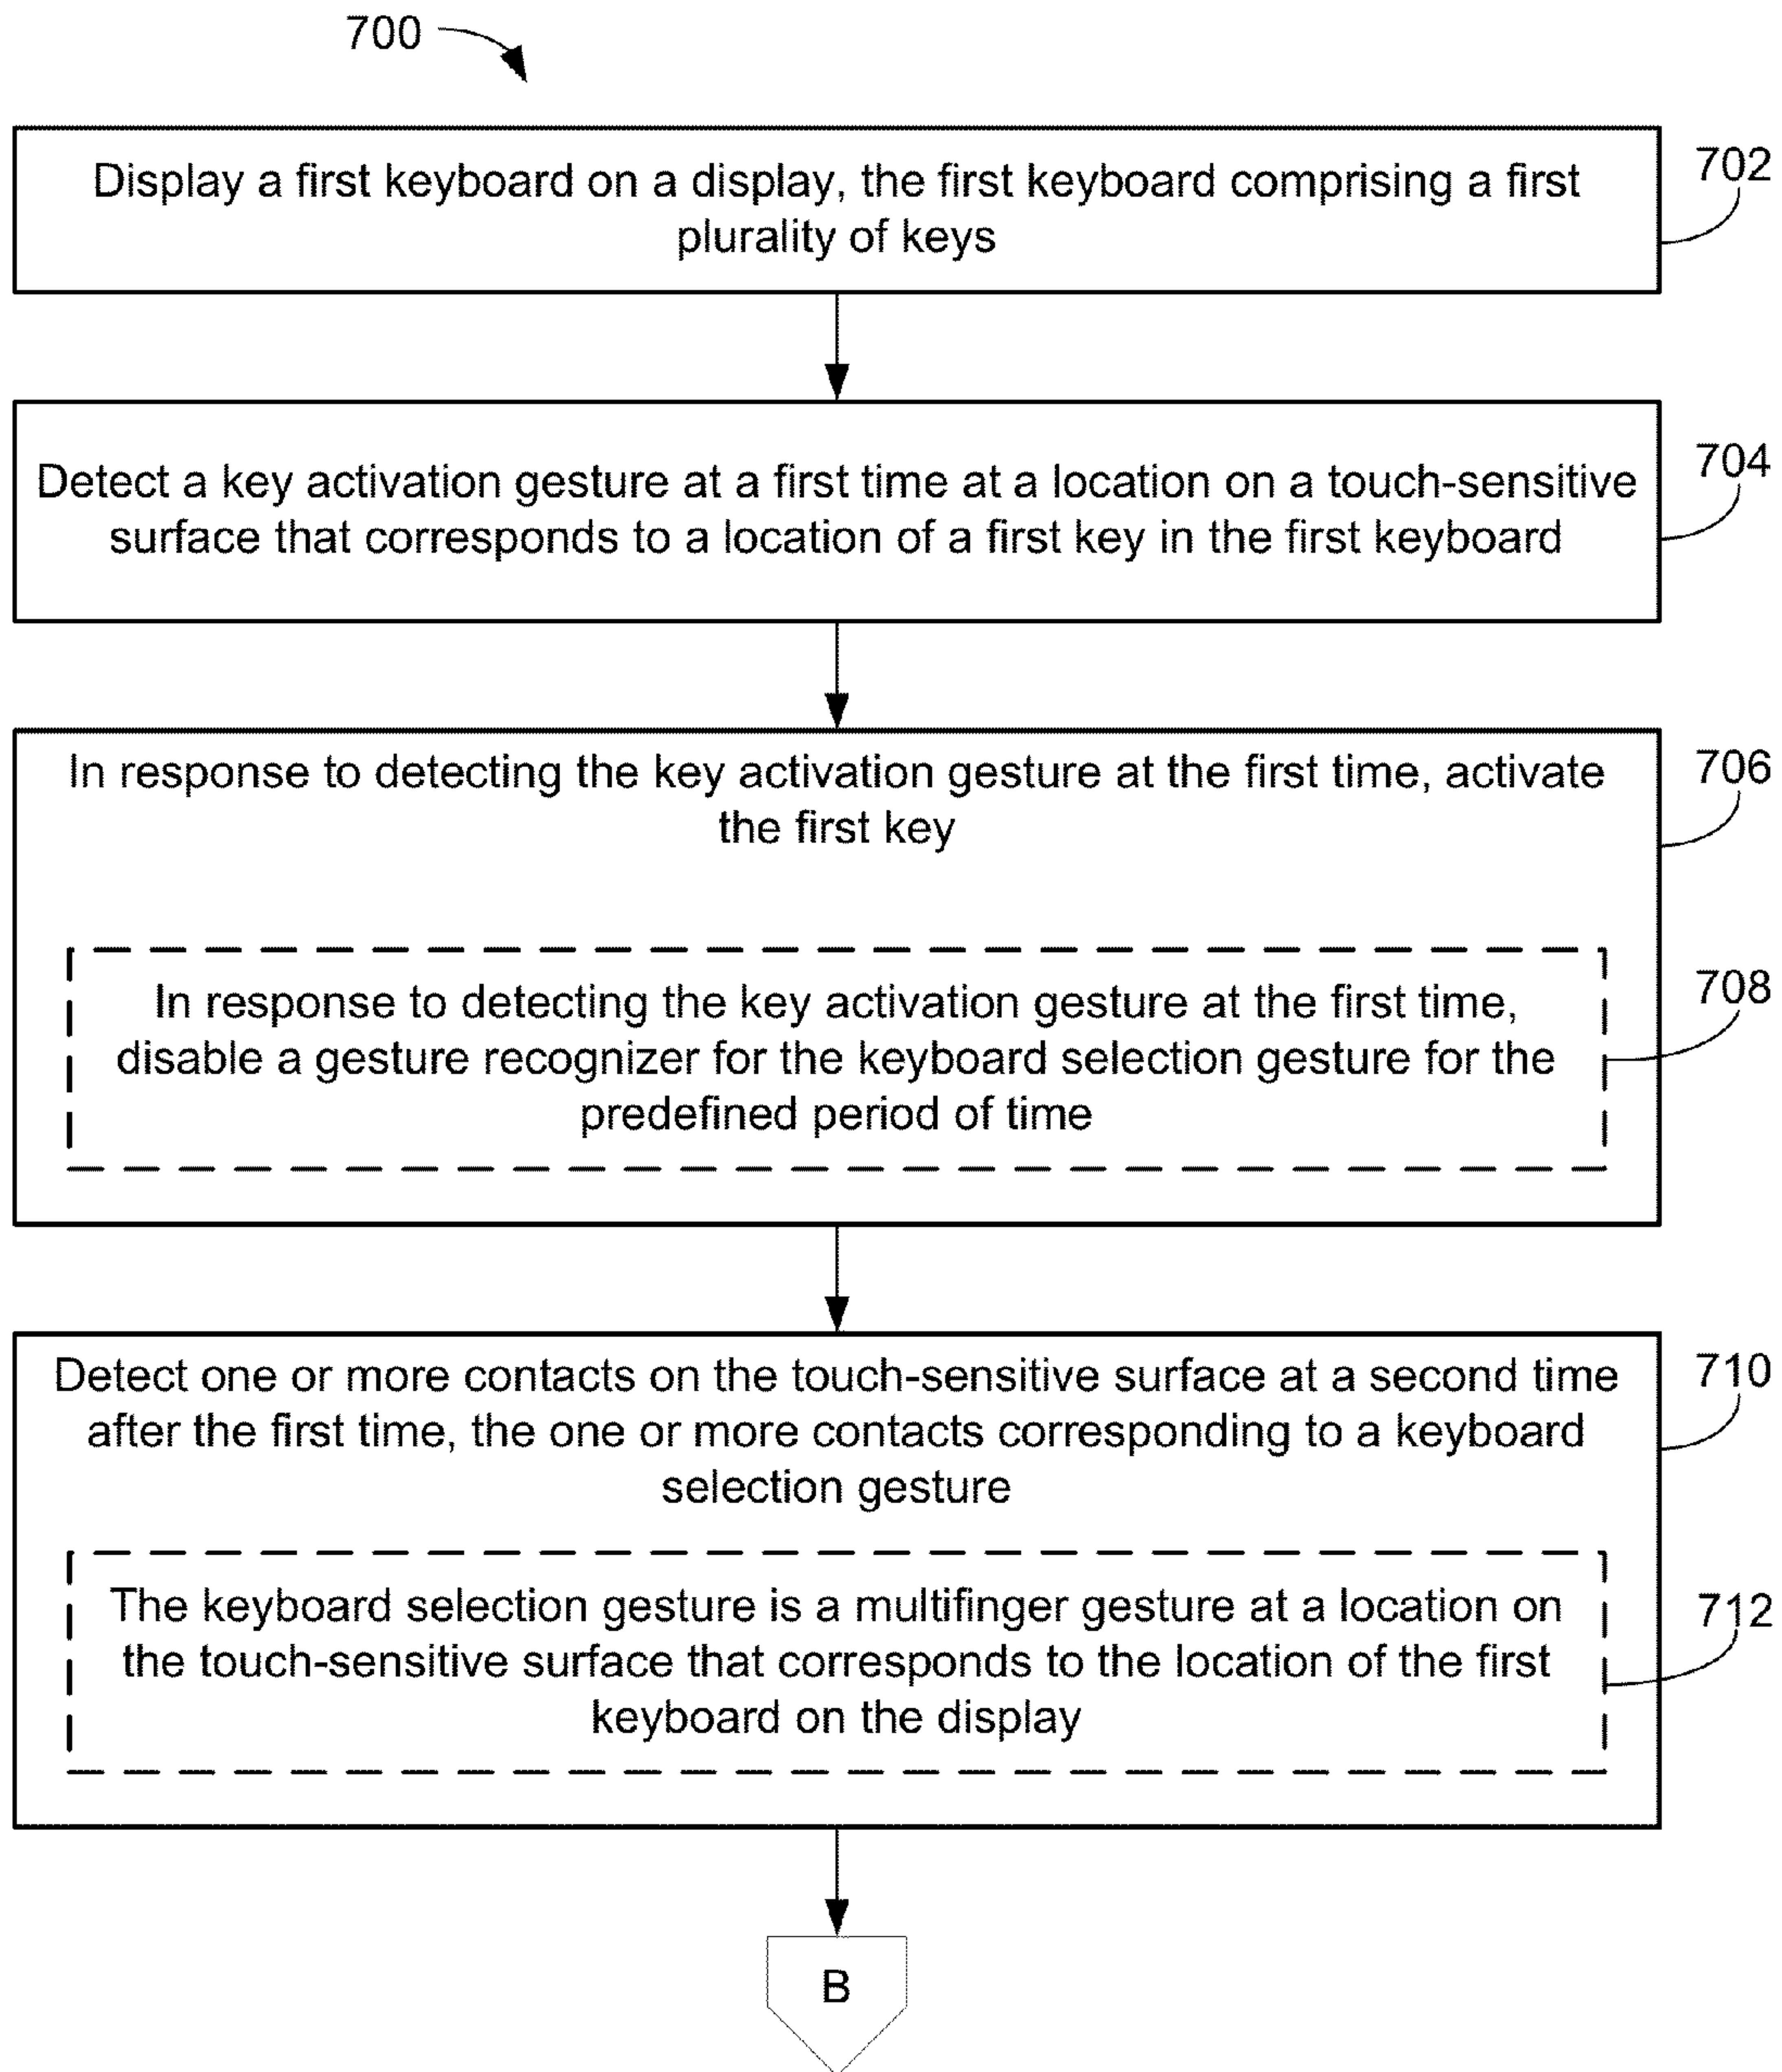 700
Display a first keyboard on a display, the first keyboard comprising a first
plurality of keys
702
Detect a key activation gesture at a first time at a location on a touch-sensitive
surface that corresponds to a location of a first key in the first keyboard
704
In response to detecting the key activation gesture at the first time, activate
the first key
706
In response to detecting the key activation gesture at the first time,
disable a gesture recognizer for the keyboard selection gesture for the
predefined period of time
708
Detect one or more contacts on the touch-sensitive surface at a second time
after the first time, the one or more contacts corresponding to a keyboard
selection gesture
710
The keyboard selection gesture is a multifinger gesture at a location on
the touch-sensitive surface that corresponds to the location of the first
keyboard on the display
712
B